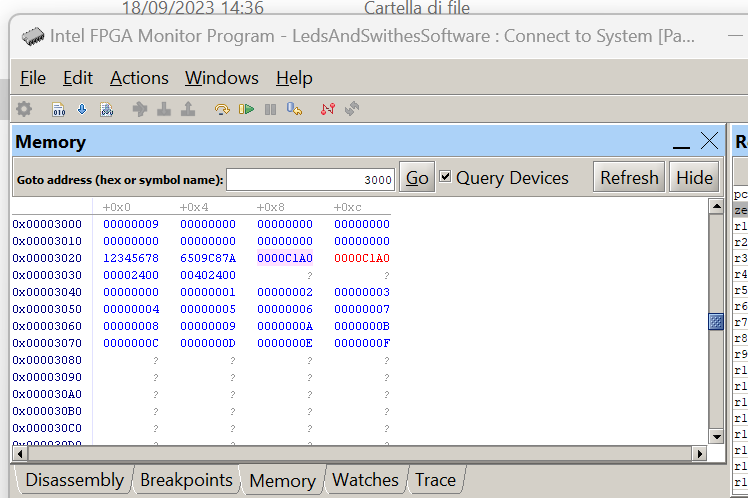 18/09/2023 14:36 Cartella di file
Intel FPGA Monitor Program - LedsAndSwithesSoftware : Connect to System [Pa...
File Edit Actions Windows Help
Memory
Goto address (hex or symbol name): 3000 Go Query Devices Refresh Hide
+0x0 +0x4 +0x8 +0xc
0x00003000 00000009 00000000 00000000 00000000
0x00003010 00000000 00000000 00000000 00000000
0x00003020 12345678 6509C87A 0000C1A0 0000C1A0
0x00003030 00002400 00402400 ? ?
0x00003040 00000000 00000001 00000002 00000003
0x00003050 00000004 00000005 00000006 00000007
0x00003060 00000008 00000009 0000000A 0000000B
0x00003070 0000000C 0000000D 0000000E 0000000F
0x00003080 ? ? ? ?
0x00003090 ? ? ? ?
0x000030A0 ? ? ? ?
0x000030B0 ? ? ? ?
0x000030C0 ? ? ? ?
0x000030D0 ? ? ? ?
Disassembly Breakpoints Memory Watches Trace
Re
pc
ze
r1
r2
r3
r4
r5
r6
r7
r8
r9
r1
r1
r1
r1
r1
r1
r1